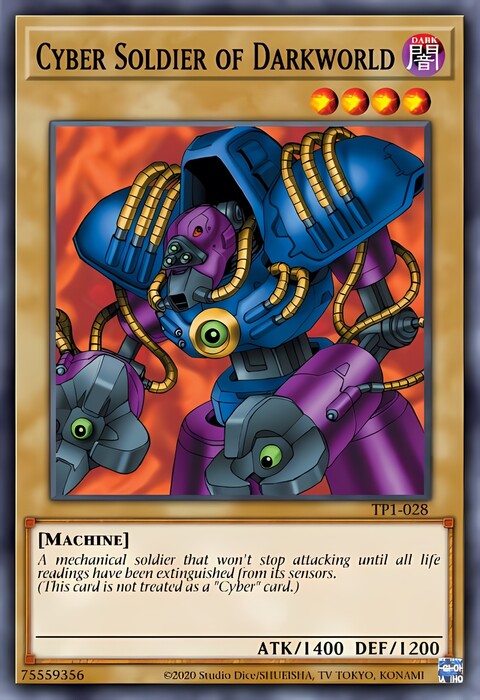 CYBER SOLDIER OF DARKWORLD
DARK
闇
TP1-028
[MACHINE]
A mechanical soldier that won't stop attacking until all life
readings have been extinguished from its sensors.
(This card is not treated as a "Cyber" card.)
ATK/1400 DEF/1200
75559356
©2020 Studio Dice/SHUEISHA, TV TOKYO, KONAMI